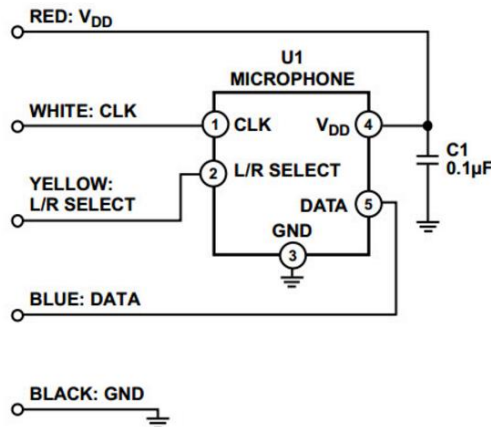 RED: VDD
U1
MICROPHONE
WHITE: CLK
1 CLK
VDD 4
C1
0.1µF
2 L/R SELECT
YELLOW:
L/R SELECT
DATA 5
GND
3
BLUE: DATA
BLACK: GND